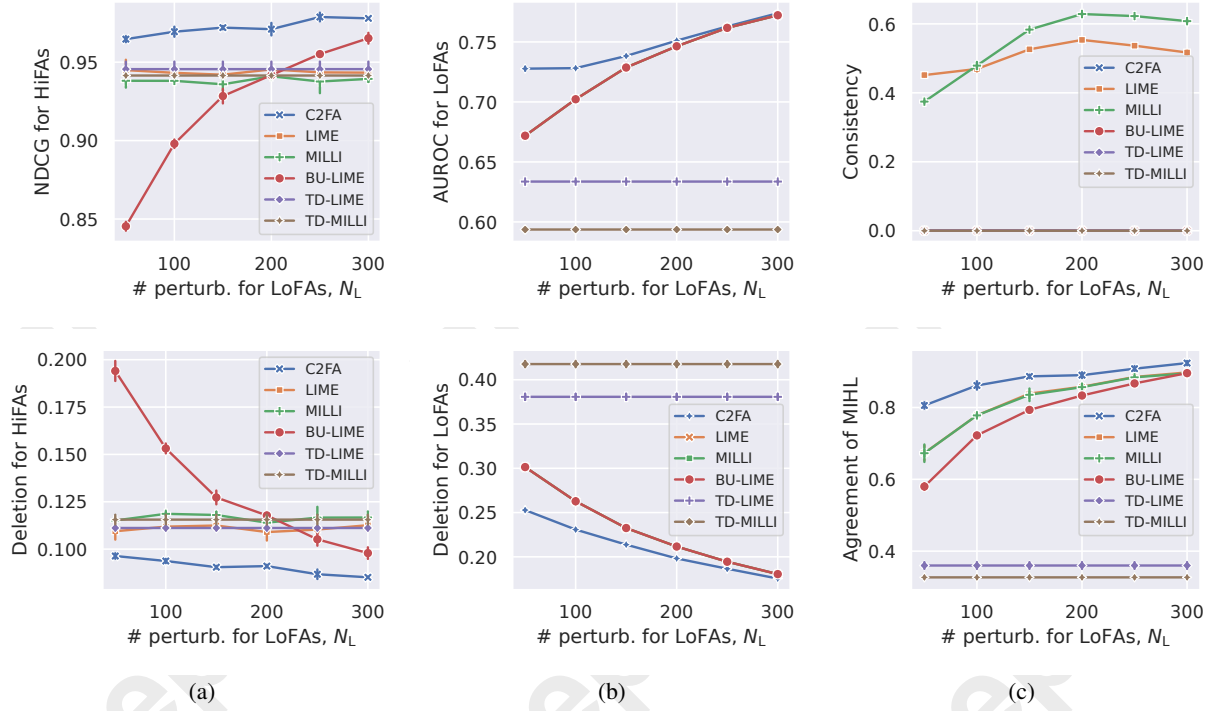 NDCG for HiFAs
0.95
0.90
0.85
C2FA
LIME
MILLI
BU-LIME
TD-LIME
TD-MILLI
100 200 300
# perturb. for LoFAs, N_L
AUROC for LoFAs
0.75
0.70
0.65
0.60
100 200 300
# perturb. for LoFAs, N_L
Consistency
0.6
0.4
0.2
0.0
C2FA
LIME
MILLI
BU-LIME
TD-LIME
TD-MILLI
100 200 300
# perturb. for LoFAs, N_L
Deletion for HiFAs
0.200
0.175
0.150
0.125
0.100
C2FA
LIME
MILLI
BU-LIME
TD-LIME
TD-MILLI
100 200 300
# perturb. for LoFAs, N_L
Deletion for LoFAs
0.40
0.35
0.30
0.25
0.20
C2FA
LIME
MILLI
BU-LIME
TD-LIME
TD-MILLI
100 200 300
# perturb. for LoFAs, N_L
Agreement of MIHL
0.8
0.6
0.4
C2FA
LIME
MILLI
BU-LIME
TD-LIME
TD-MILLI
100 200 300
# perturb. for LoFAs, N_L
(a)
(b)
(c)